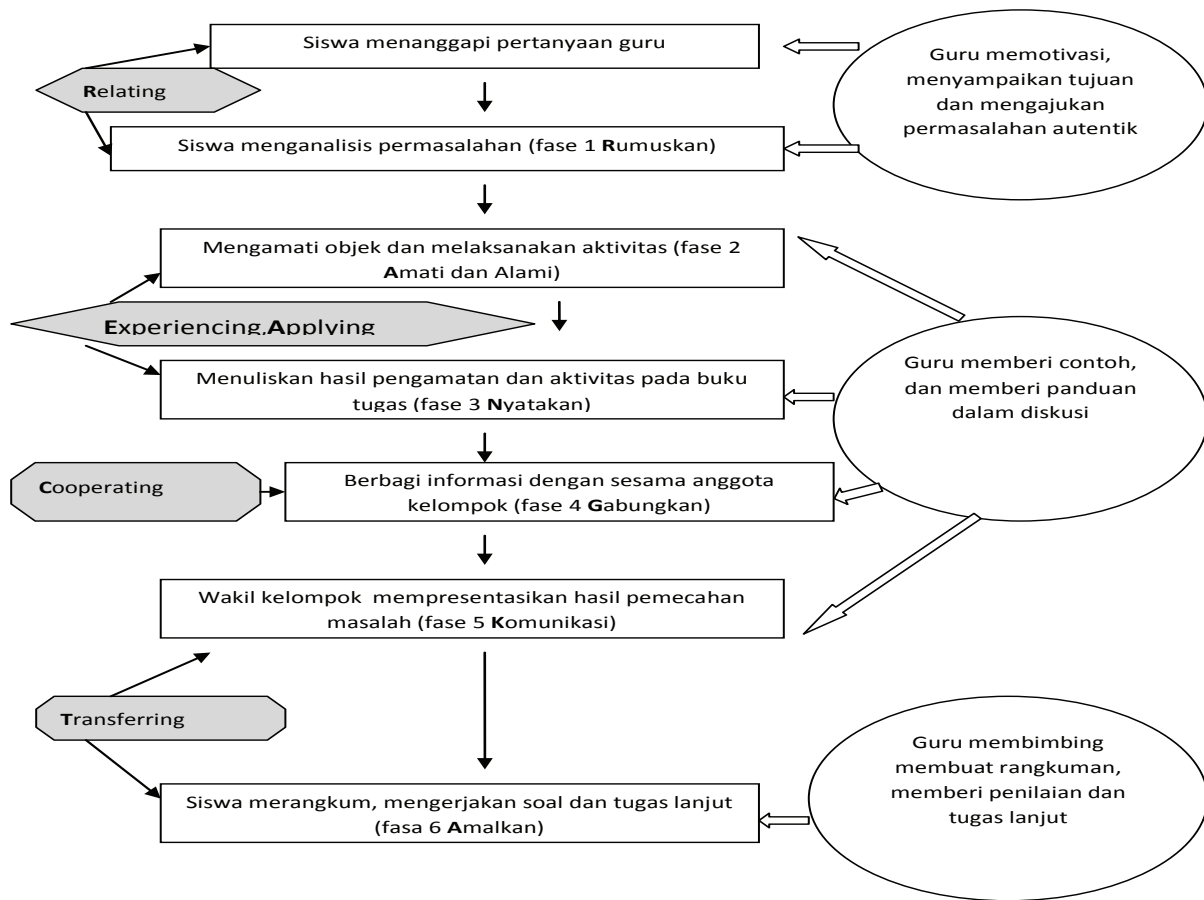 Siswa menanggapi pertanyaan guru
Relating
Siswa menganalisis permasalahan (fase 1 Rumuskan)
Guru memotivasi,
menyampaikan tujuan
dan mengajukan
permasalahan autentik
Mengamati objek dan melaksanakan aktivitas (fase 2
Amati dan Alami)
Experiencing,Applying
Menuliskan hasil pengamatan dan aktivitas pada buku
tugas (fase 3 Nyatakan)
Guru memberi contoh,
dan memberi panduan
dalam diskusi
Cooperating
Berbagi informasi dengan sesama anggota
kelompok (fase 4 Gabungkan)
Wakil kelompok mempresentasikan hasil pemecahan
masalah (fase 5 Komunikasi)
Transferring
Siswa merangkum, mengerjakan soal dan tugas lanjut
(fasa 6 Amalkan)
Guru membimbing
membuat rangkuman,
memberi penilaian dan
tugas lanjut